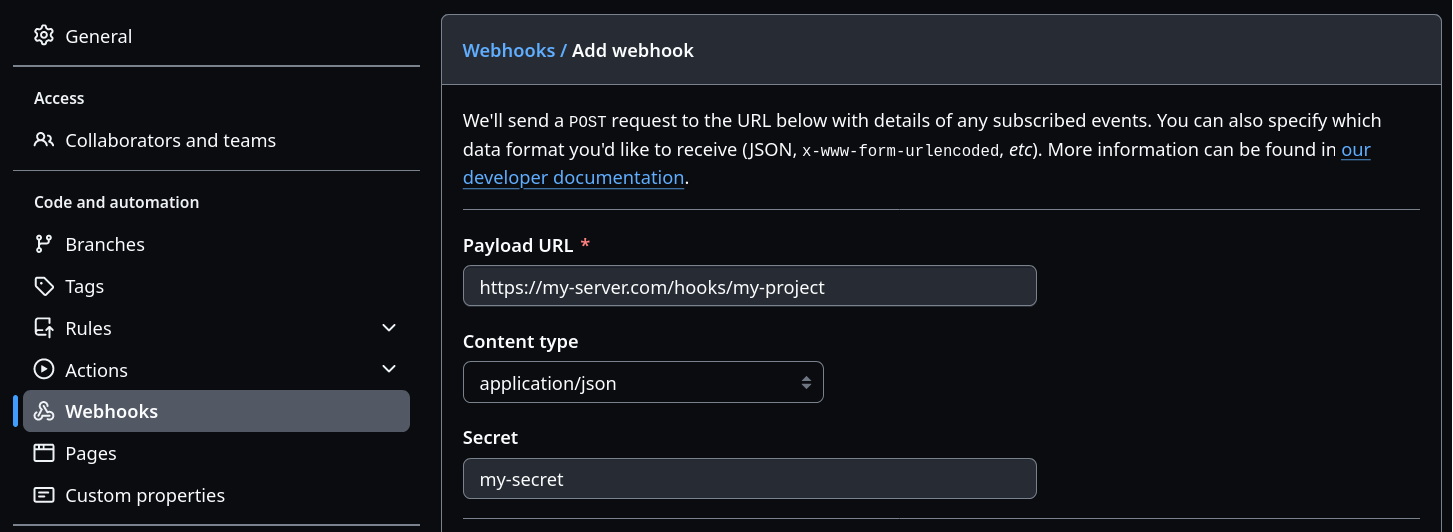 General
Access
Collaborators and teams
Code and automation
Branches
Tags
Rules
Actions
Webhooks
Pages
Custom properties
Webhooks / Add webhook
We'll send a POST request to the URL below with details of any subscribed events. You can also specify which
data format you'd like to receive (JSON, x-www-form-urlencoded, etc). More information can be found in our
developer documentation.
Payload URL *
https://my-server.com/hooks/my-project
Content type
application/json
Secret
my-secret